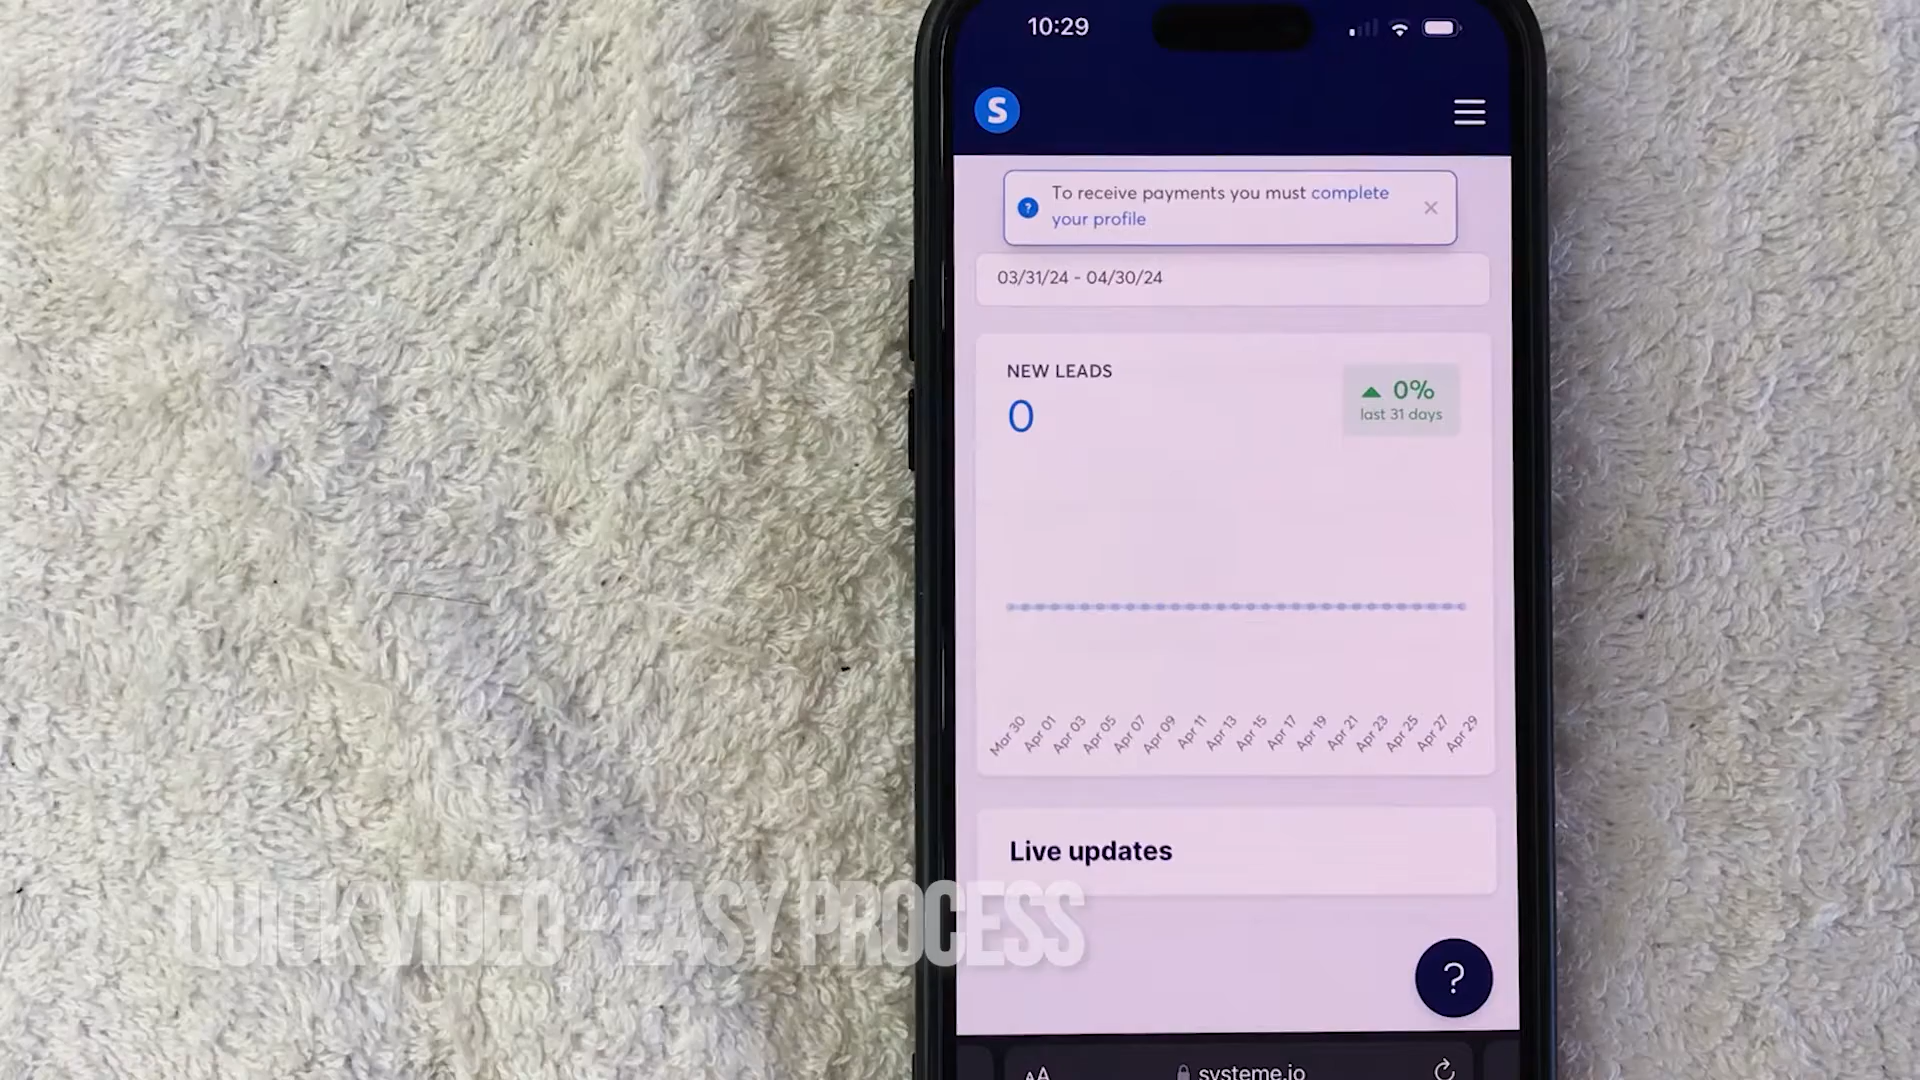 10:29
S
To receive payments you must complete
your profile
03/31/24 - 04/30/24
NEW LEADS
0
0%
last 31 days
Mar 30
Apr 01
Apr 03
Apr 05
Apr 07
Apr 09
Apr 11
Apr 13
Apr 15
Apr 17
Apr 19
Apr 21
Apr 23
Apr 25
Apr 27
Apr 29
Live updates
QUICK VIDEO - EASY PROCESS
?
AA
systeme.io